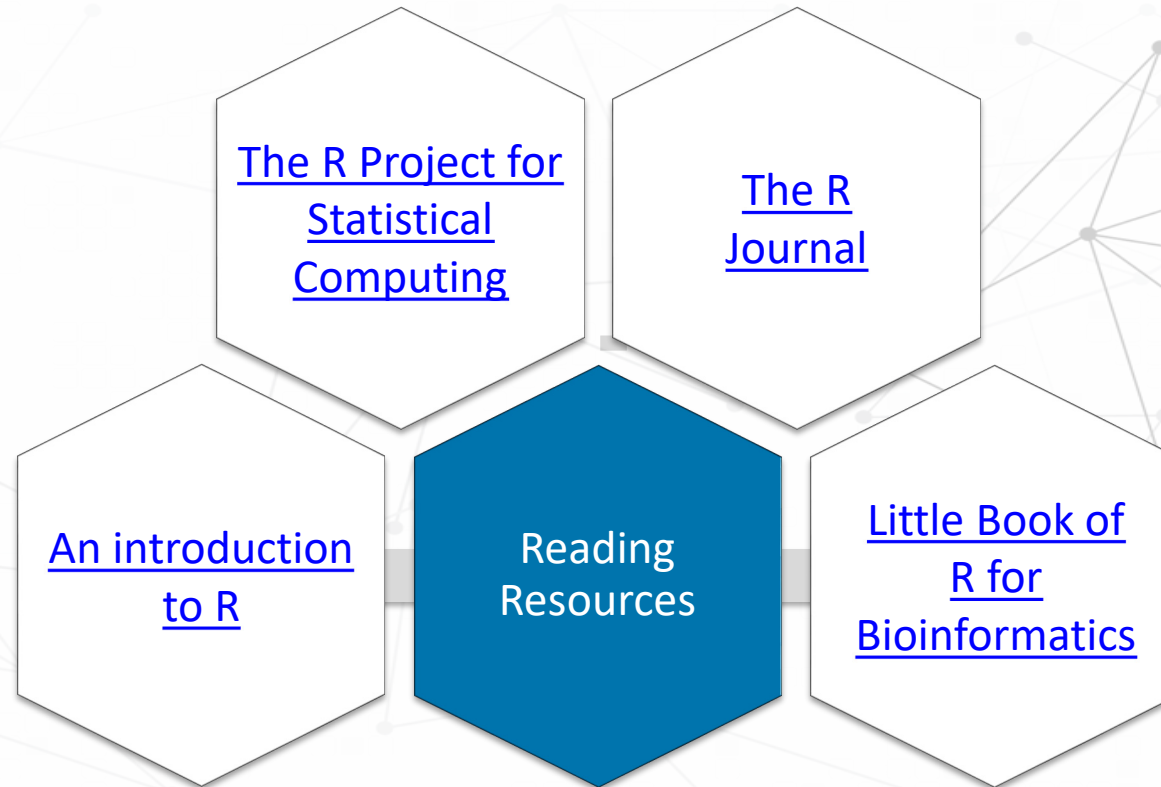 The R Project for
Statistical
Computing
The R
Journal
An introduction
to R
Reading
Resources
Little Book of
R for
Bioinformatics